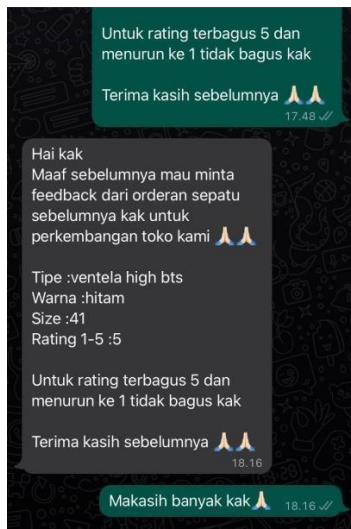 Untuk rating terbagus 5 dan
menurun ke 1 tidak bagus kak
Terima kasih sebelumnya 🙏🏻🙏🏻
17.48
Hai kak
Maaf sebelumnya mau minta
feedback dari orderan sepatu
sebelumnya kak untuk
perkembangan toko kami 🙏🏻🙏🏻
Tipe :ventela high bts
Warna :hitam
Size :41
Rating 1-5 :5
Untuk rating terbagus 5 dan
menurun ke 1 tidak bagus kak
Terima kasih sebelumnya 🙏🏻🙏🏻
18.16
Makasih banyak kak🙏🏻 18.16